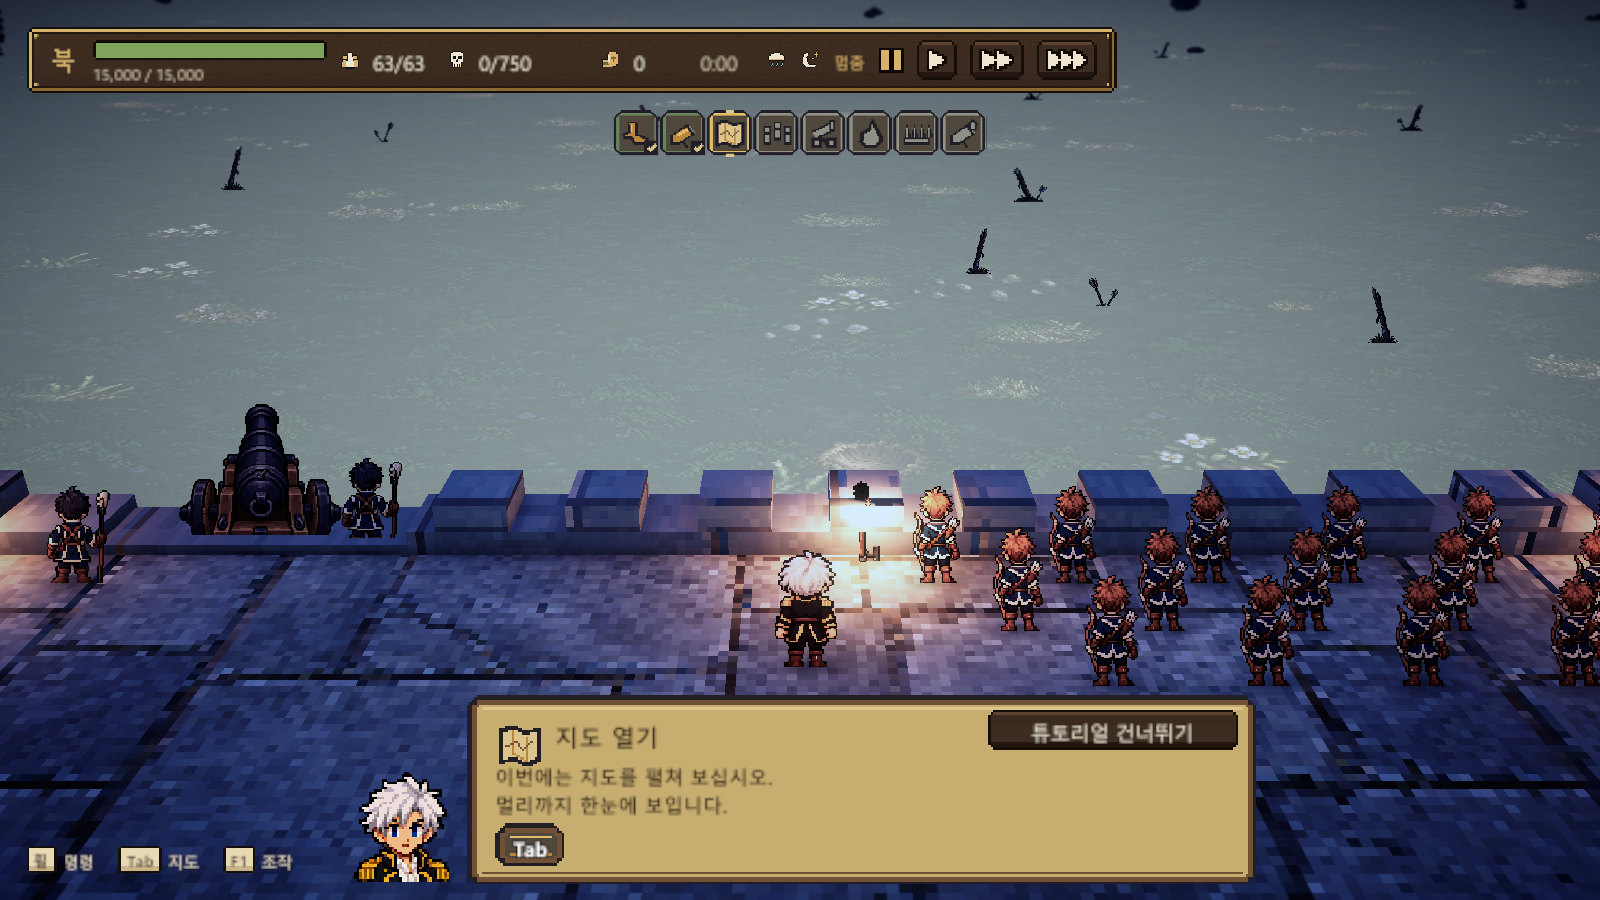 북
15,000 / 15,000
63/63
0/750
0
0:00
멈춤
지도 열기
튜토리얼 건너뛰기
이번에는 지도를 펼쳐 보십시오.
멀리까지 한눈에 보입니다.
Tab
휠 명령
Tab 지도
F1 조작